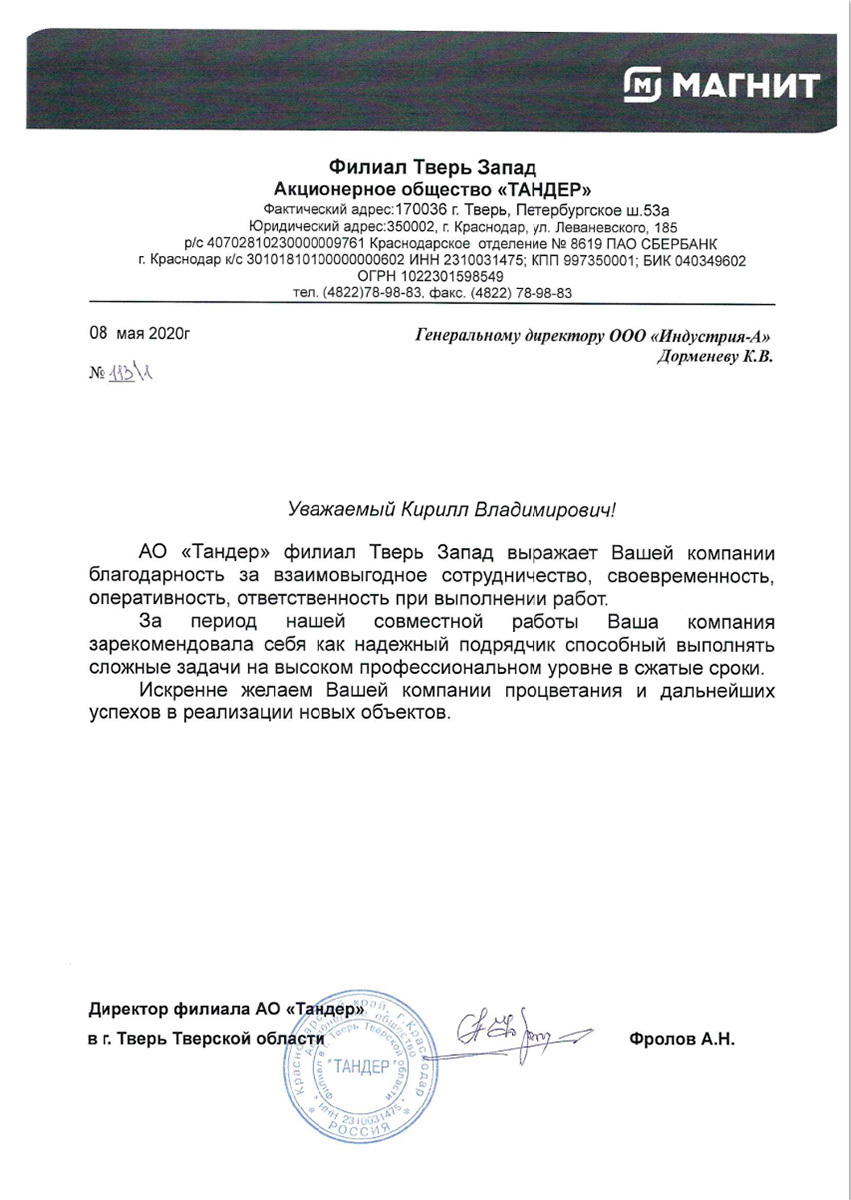 МАГНИТ
Филиал Тверь Запад
Акционерное общество «ТАНДЕР»
Фактический адрес:170036 г. Тверь, Петербургское ш.53а
Юридический адрес:350002, г. Краснодар, ул. Леваневского, 185
р/с 40702810230000009761 Краснодарское отделение № 8619 ПАО СБЕРБАНК
г. Краснодар к/с 30101810100000000602 ИНН 2310031475; КПП 997350001; БИК 040349602
ОГРН 1022301598549
тел. (4822)78-98-83, факс. (4822) 78-98-83
08 мая 2020г
Генеральному директору ООО «Индустрия-А»
Дорменеву К.В.
№ 113\1
Уважаемый Кирилл Владимирович!
АО «Тандер» филиал Тверь Запад выражает Вашей компании
благодарность за взаимовыгодное сотрудничество, своевременность,
оперативность, ответственность при выполнении работ.
За период нашей совместной работы Ваша компания
зарекомендовала себя как надежный подрядчик способный выполнять
сложные задачи на высоком профессиональном уровне в сжатые сроки.
Искренне желаем Вашей компании процветания и дальнейших
успехов в реализации новых объектов.
Директор филиала АО «Тандер»
в г. Тверь Тверской области
Фролов А.Н.
Краснодарский край, г.Краснодар
Акционерное общество
Филиал в г. Тверь Тверской области
"ТАНДЕР"
* ИНН 2310031475 *
* РОССИЯ *